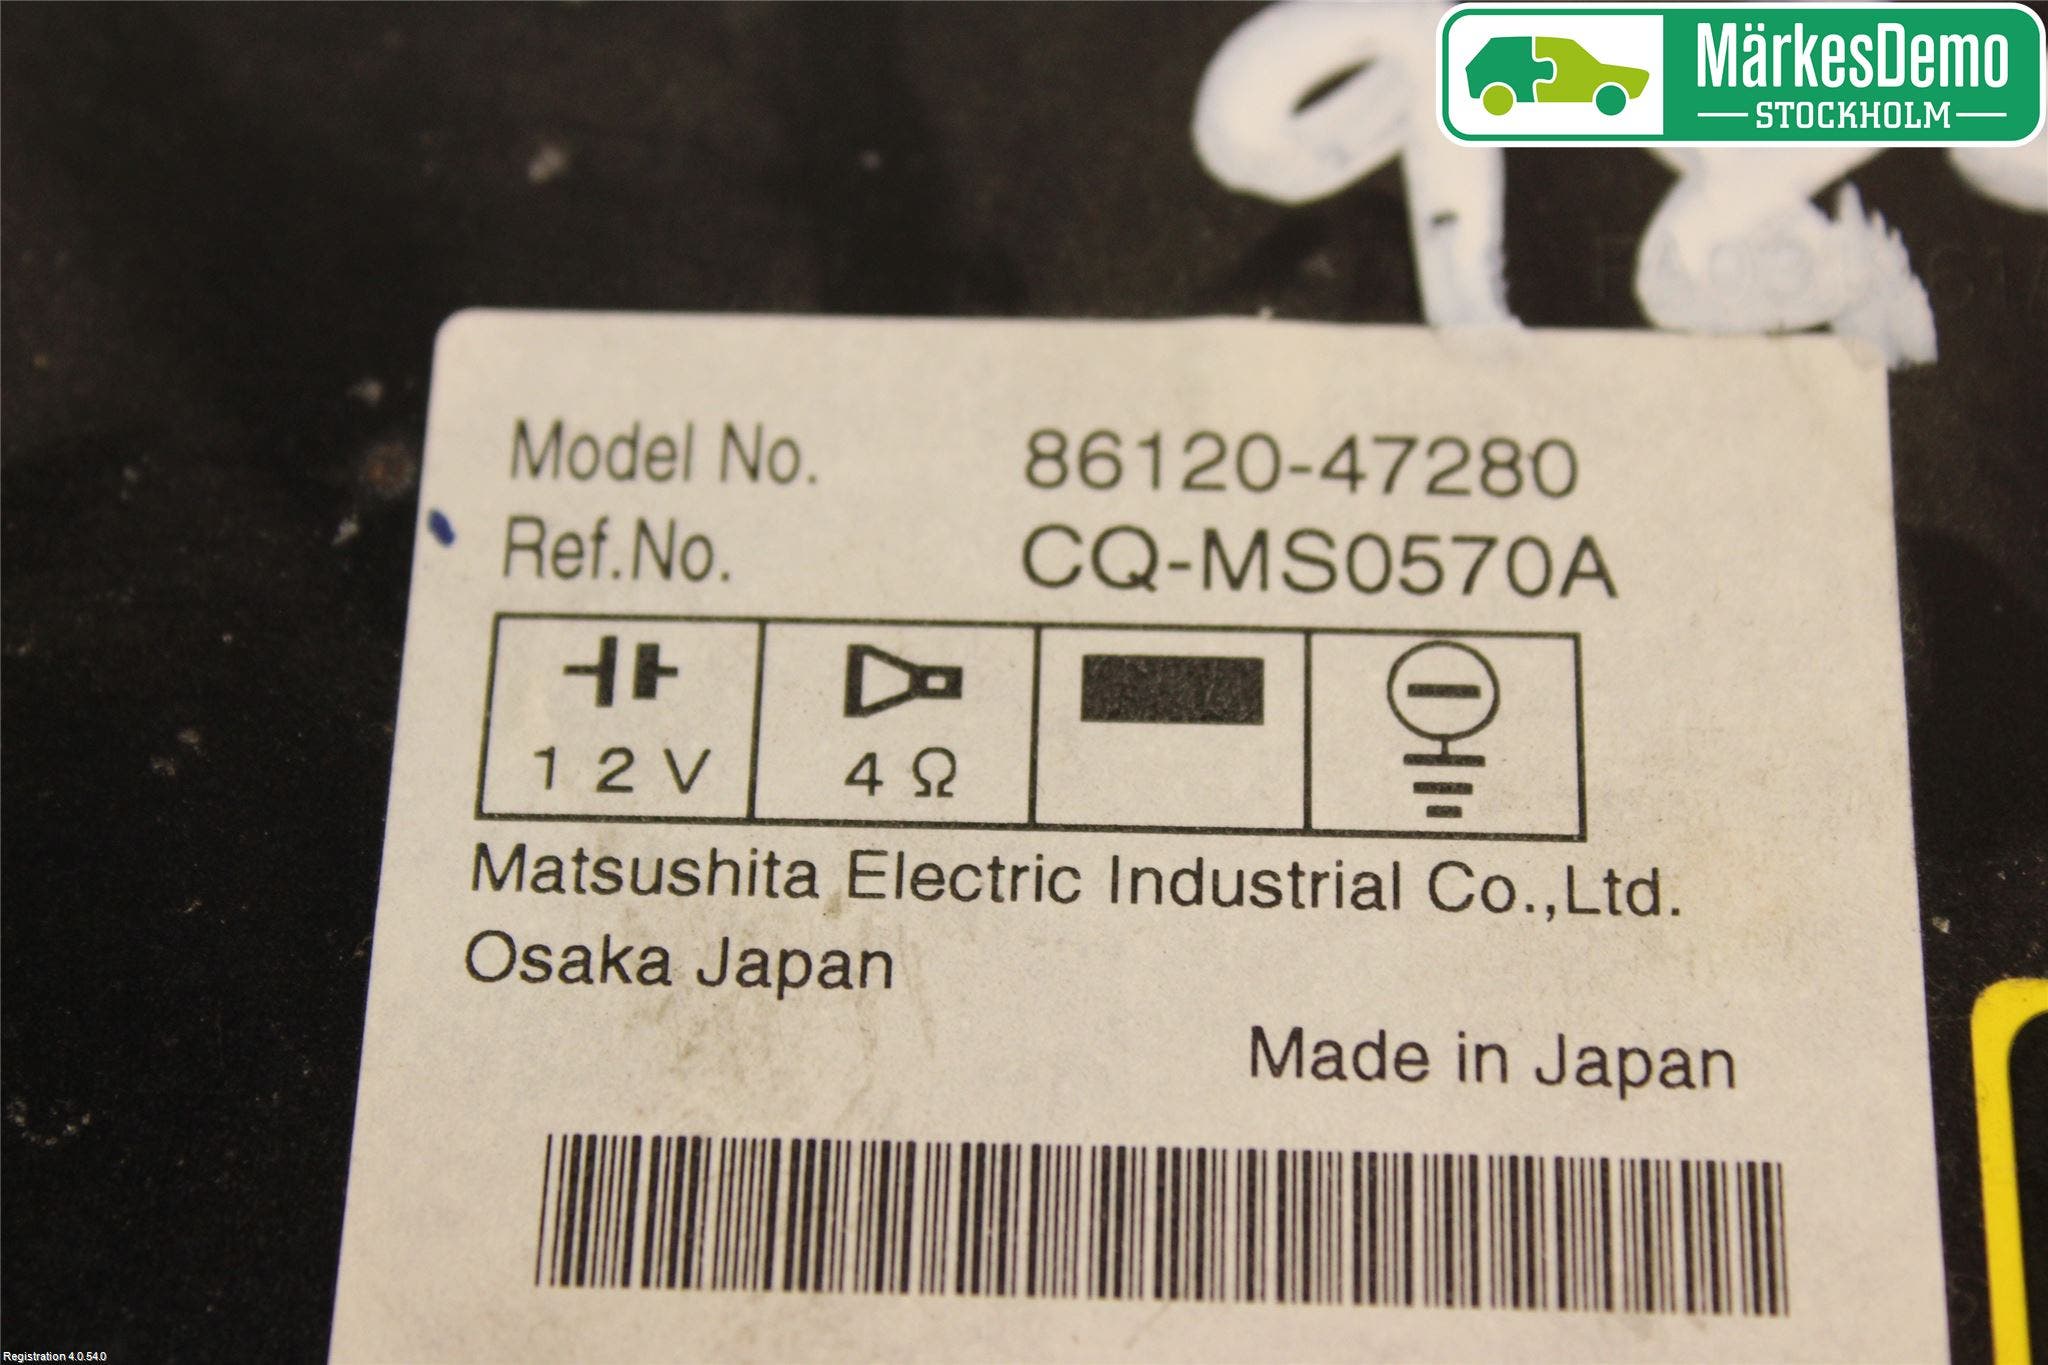 MärkesDemo
STOCKHOLM
Model No. 86120-47280
Ref.No. CQ-MS0570A
12V 4Ω
Matsushita Electric Industrial Co.,Ltd.
Osaka Japan
Made in Japan
Registration 4.0.54.0